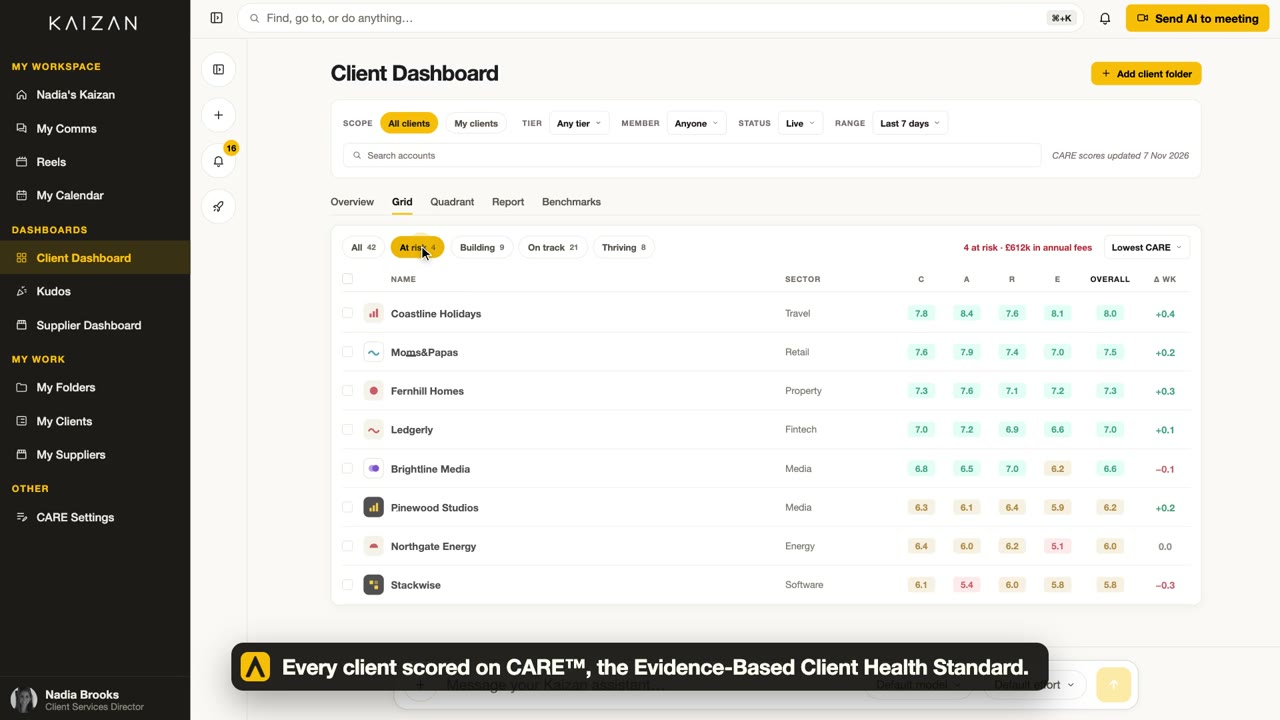 KAIZAN
Find, go to, or do anything…
⌘+K
Send AI to meeting
MY WORKSPACE
Nadia's Kaizan
My Comms
Reels
My Calendar
DASHBOARDS
Client Dashboard
Kudos
Supplier Dashboard
MY WORK
My Folders
My Clients
My Suppliers
OTHER
CARE Settings
Nadia Brooks
Client Services Director
16
Client Dashboard
Add client folder
SCOPE All clients My clients TIER Any tier MEMBER Anyone STATUS Live RANGE Last 7 days
Search accounts
CARE scores updated 7 Nov 2026
Overview Grid Quadrant Report Benchmarks
All 42 At risk 4 Building 9 On track 21 Thriving 8
4 at risk · £612k in annual fees
Lowest CARE
NAME SECTOR C A R E OVERALL Δ WK
Coastline Holidays Travel 7.8 8.4 7.6 8.1 8.0 +0.4
Moms&Papas Retail 7.6 7.9 7.4 7.0 7.5 +0.2
Fernhill Homes Property 7.3 7.6 7.1 7.2 7.3 +0.3
Ledgerly Fintech 7.0 7.2 6.9 6.6 7.0 +0.1
Brightline Media Media 6.8 6.5 7.0 6.2 6.6 −0.1
Pinewood Studios Media 6.3 6.1 6.4 5.9 6.2 +0.2
Northgate Energy Energy 6.4 6.0 6.2 5.1 6.0 0.0
Stackwise Software 6.1 5.4 6.0 5.8 5.8 −0.3
Every client scored on CARE™, the Evidence-Based Client Health Standard.
Message your Kaizan assistant...
Default model
Default effort